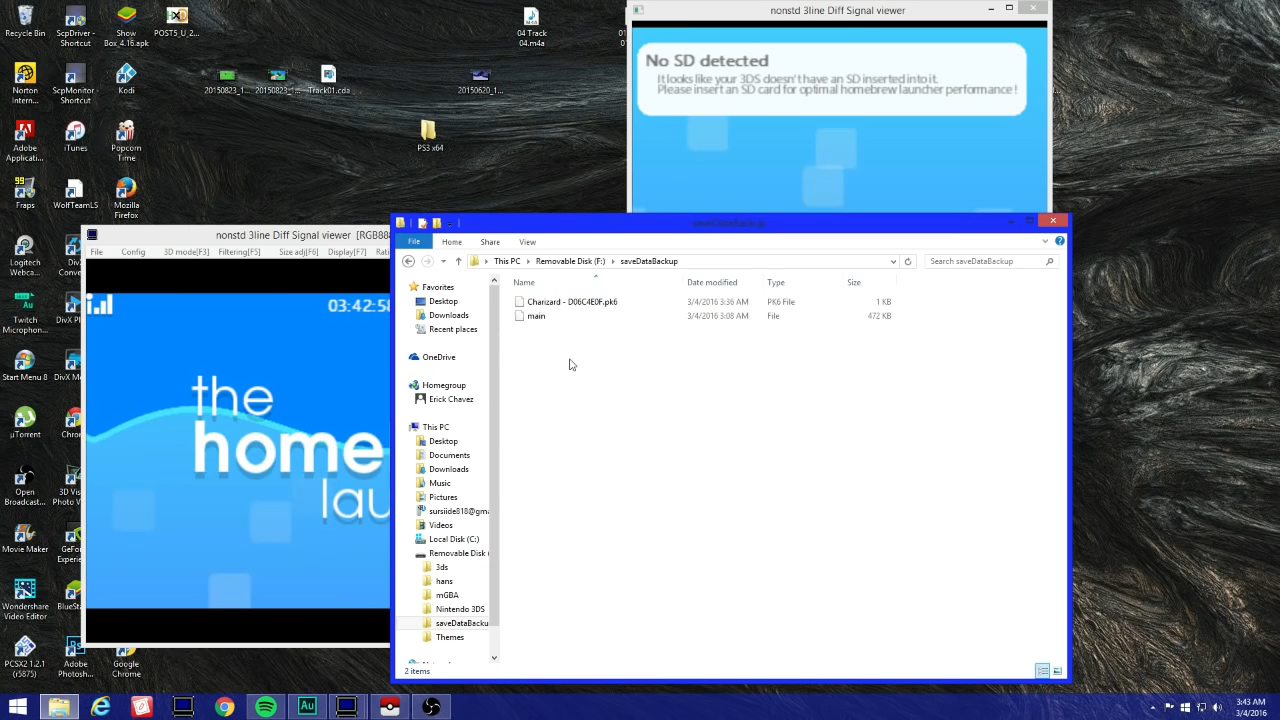 Recycle Bin
ScpDriver -
Shortcut
Show
Box_4.16.apk
POST5_U_2...
04 Track
04.m4a
Norton
Intern...
ScpMonitor -
Shortcut
Kodi
20150823_1...
20150823_1...
Track01.cda
20150620_1...
Adobe
Applicati...
iTunes
Popcorn
Time
PS3 x64
Fraps
WolfTeamLS
Mozilla
Firefox
nonstd 3line Diff Signal viewer
No SD detected
It looks like your 3DS doesn't have an SD inserted into it.
Please insert an SD card for optimal homebrew launcher performance !
Logitech
Webca...
Twitch
Microphon...
Start Menu 8
µTorrent
Open
Broadcast...
Movie Maker
Wondershare
Video Editor
PCSX2 1.2.1
(r5875)
Adobe
Photosh...
Google
Chrome
nonstd 3line Diff Signal viewer
File Config 3D mode[F3] Filtering[F5] Size adj[F6] Display[F7]
03:42:58
the
home
lau
File Home Share View
This PC Removable Disk (F:) saveDataBackup
Search saveDataBackup
Name Date modified Type Size
Charizard - D06C4E0F.pk6 3/4/2016 3:36 AM PK6 File 1 KB
main 3/4/2016 3:08 AM File 472 KB
Favorites
Desktop
Downloads
Recent places
OneDrive
Homegroup
Erick Chavez
This PC
Desktop
Documents
Downloads
Music
Pictures
sursiide818@gma
Videos
Local Disk (C:)
Removable Disk (
3ds
hans
mGBA
Nintendo 3DS
saveDataBacku
Themes
2 items
3:43 AM
3/4/2016